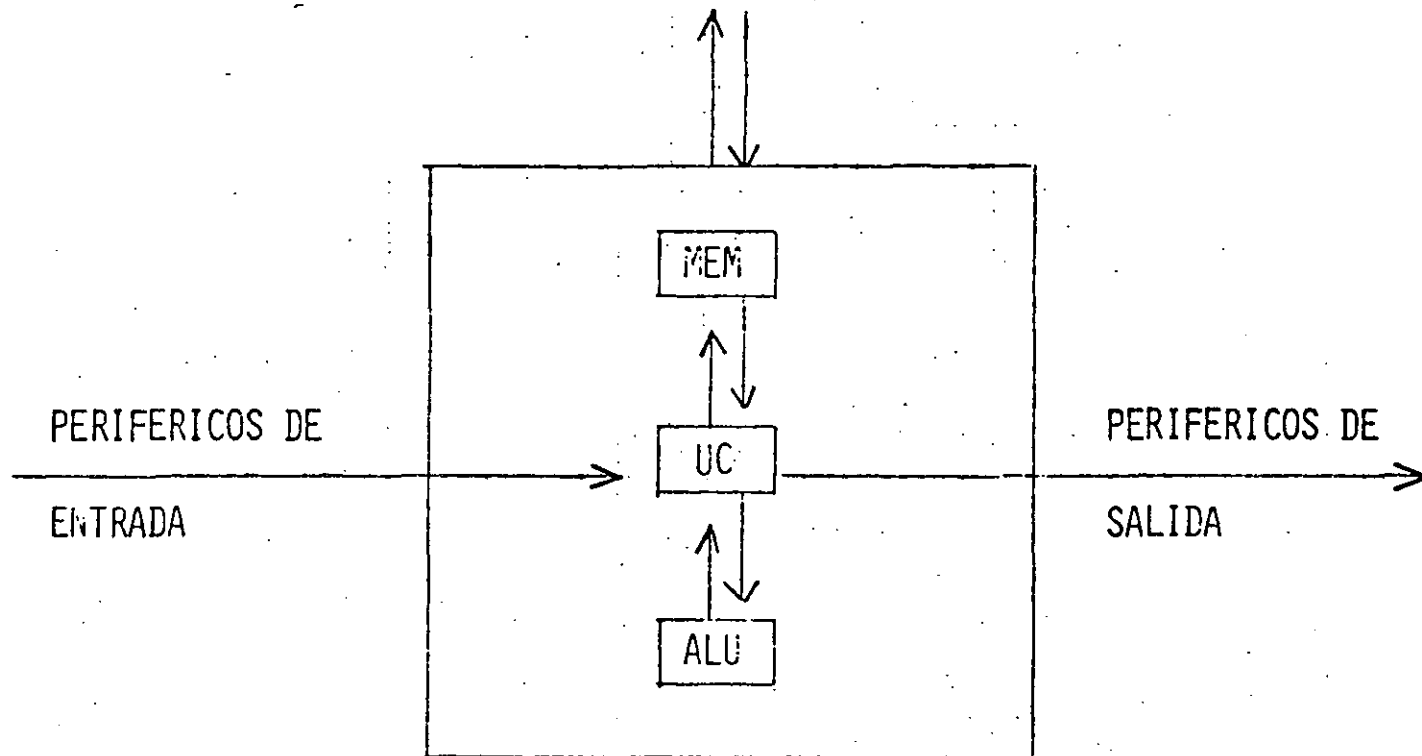 MEM
PERIFERICOS DE
ENTRADA
UC
PERIFERICOS DE
SALIDA
ALU